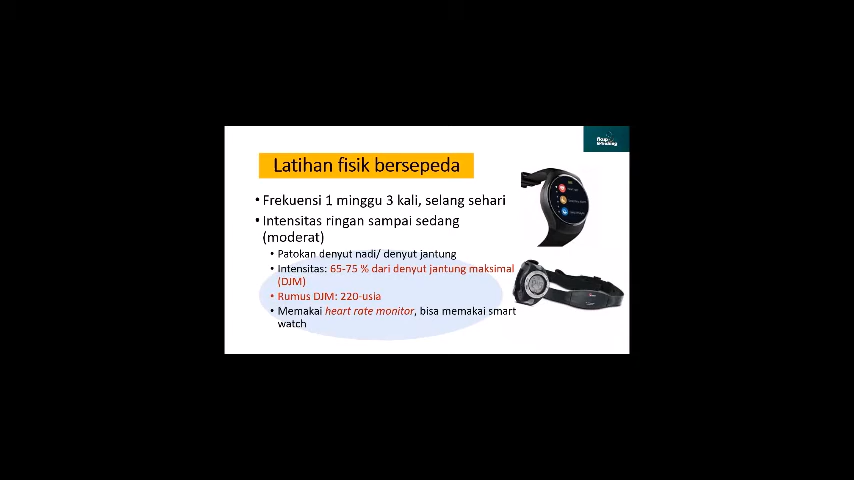 Latihan fisik bersepeda
• Frekuensi 1 minggu 3 kali, selang sehari
• Intensitas ringan sampai sedang
(moderat)
• Patokan denyut nadi/ denyut jantung
• Intensitas: 65-75 % dari denyut jantung maksimal
(DJM)
• Rumus DJM: 220-usia
• Memakai heart rate monitor, bisa memakai smart
watch